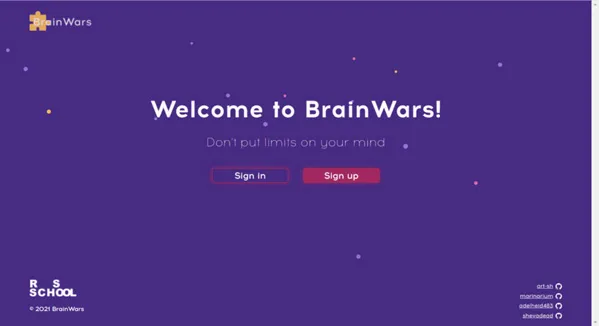 BrainWars
Welcome to BrainWars!
Don't put limits on your mind
Sign in
Sign up
RS
SCHOOL
© 2021 BrainWars
art-sh
marinarium
adelheid483
shevadead